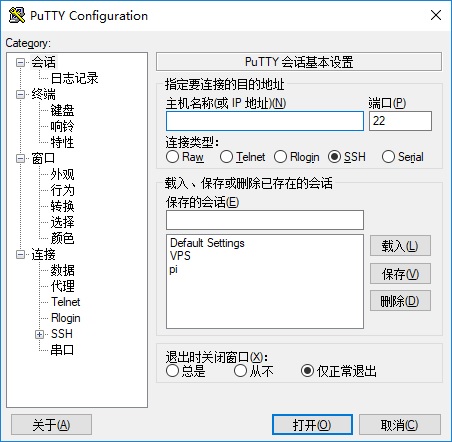 PuTTY Configuration
Category:
会话
日志记录
终端
键盘
响铃
特性
窗口
外观
行为
转换
选择
颜色
连接
数据
代理
Telnet
Rlogin
SSH
串口
PuTTY 会话基本设置
指定要连接的目的地址
主机名称(或 IP 地址)(N) 端口(P)
22
连接类型:
Raw Telnet Rlogin SSH Serial
载入、保存或删除已存在的会话
保存的会话(E)
Default Settings
VPS
pi
载入(L)
保存(V)
删除(D)
退出时关闭窗口(X):
总是 从不 仅正常退出
关于(A) 打开(O) 取消(C)